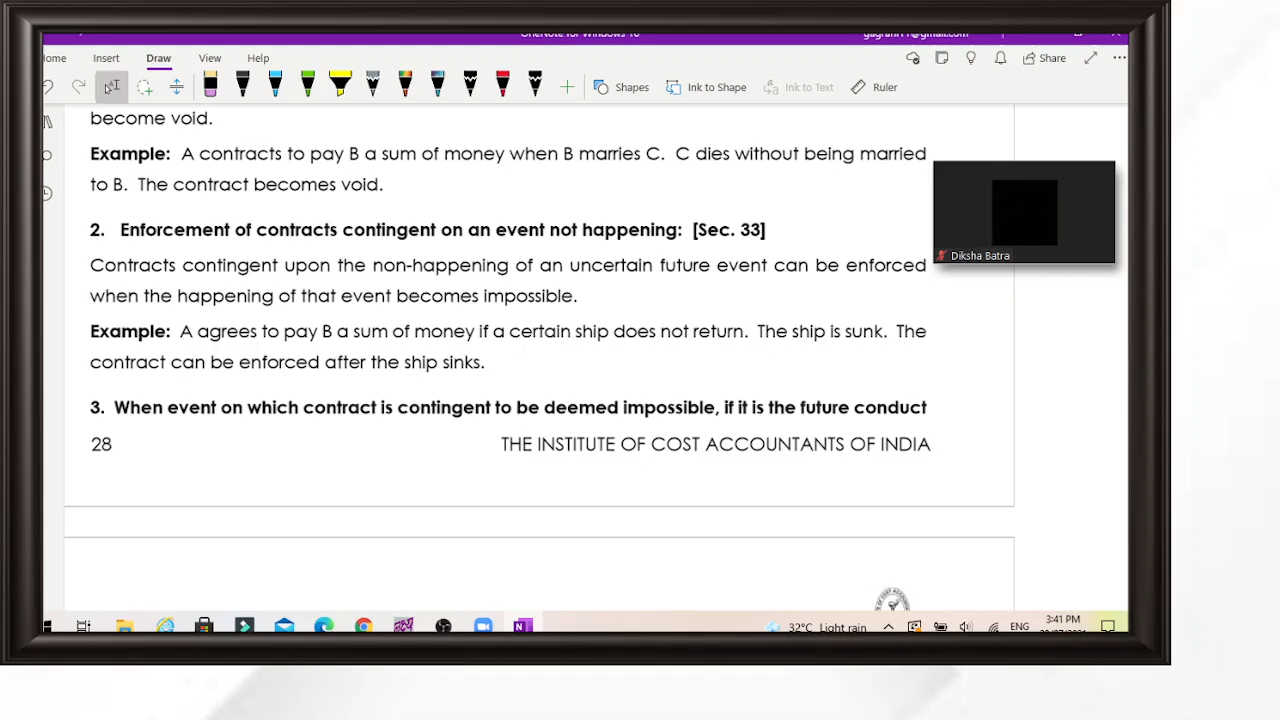 OneNote for Windows 10
Home Insert Draw View Help
Share
Shapes Ink to Shape Ink to Text Ruler
become void.
Example: A contracts to pay B a sum of money when B marries C. C dies without being married
to B. The contract becomes void.
Diksha Batra
2. Enforcement of contracts contingent on an event not happening: [Sec. 33]
Contracts contingent upon the non-happening of an uncertain future event can be enforced
when the happening of that event becomes impossible.
Example: A agrees to pay B a sum of money if a certain ship does not return. The ship is sunk. The
contract can be enforced after the ship sinks.
3. When event on which contract is contingent to be deemed impossible, if it is the future conduct
28 THE INSTITUTE OF COST ACCOUNTANTS OF INDIA
32°C Light rain ENG 3:41 PM